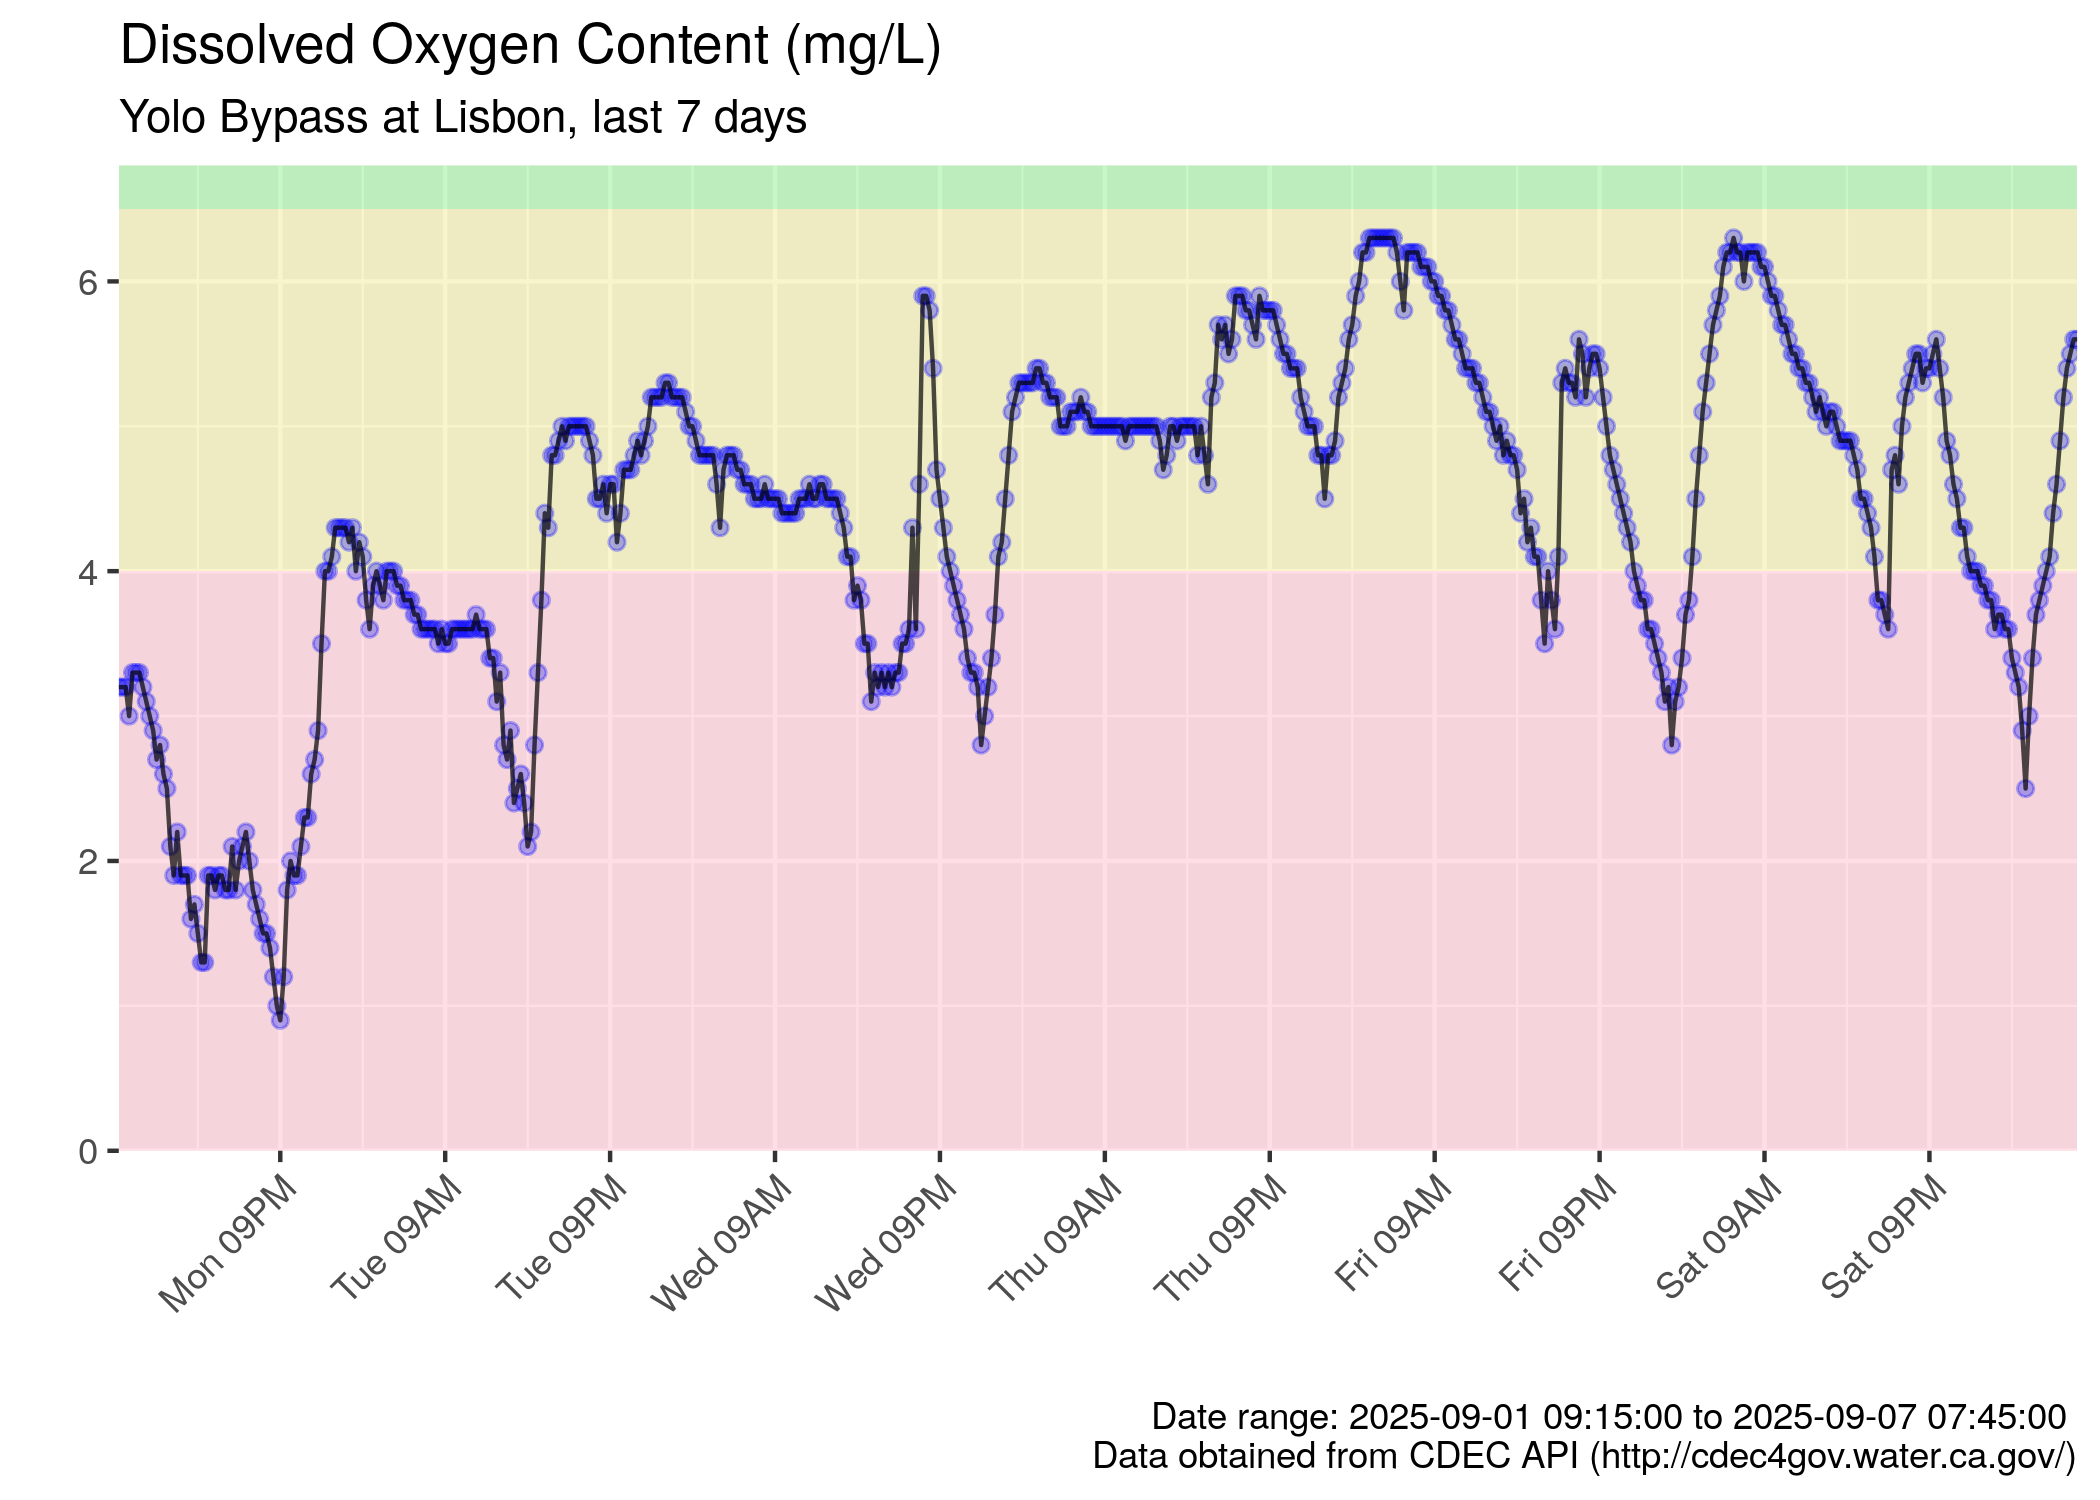 Dissolved Oxygen Content (mg/L)
Yolo Bypass at Lisbon, last 7 days
6
4
2
0
Mon 09PM
Tue 09AM
Tue 09PM
Wed 09AM
Wed 09PM
Thu 09AM
Thu 09PM
Fri 09AM
Fri 09PM
Sat 09AM
Sat 09PM
Date range: 2025-09-01 09:15:00 to 2025-09-07 07:45:00
Data obtained from CDEC API (http://cdec4gov.water.ca.gov/)